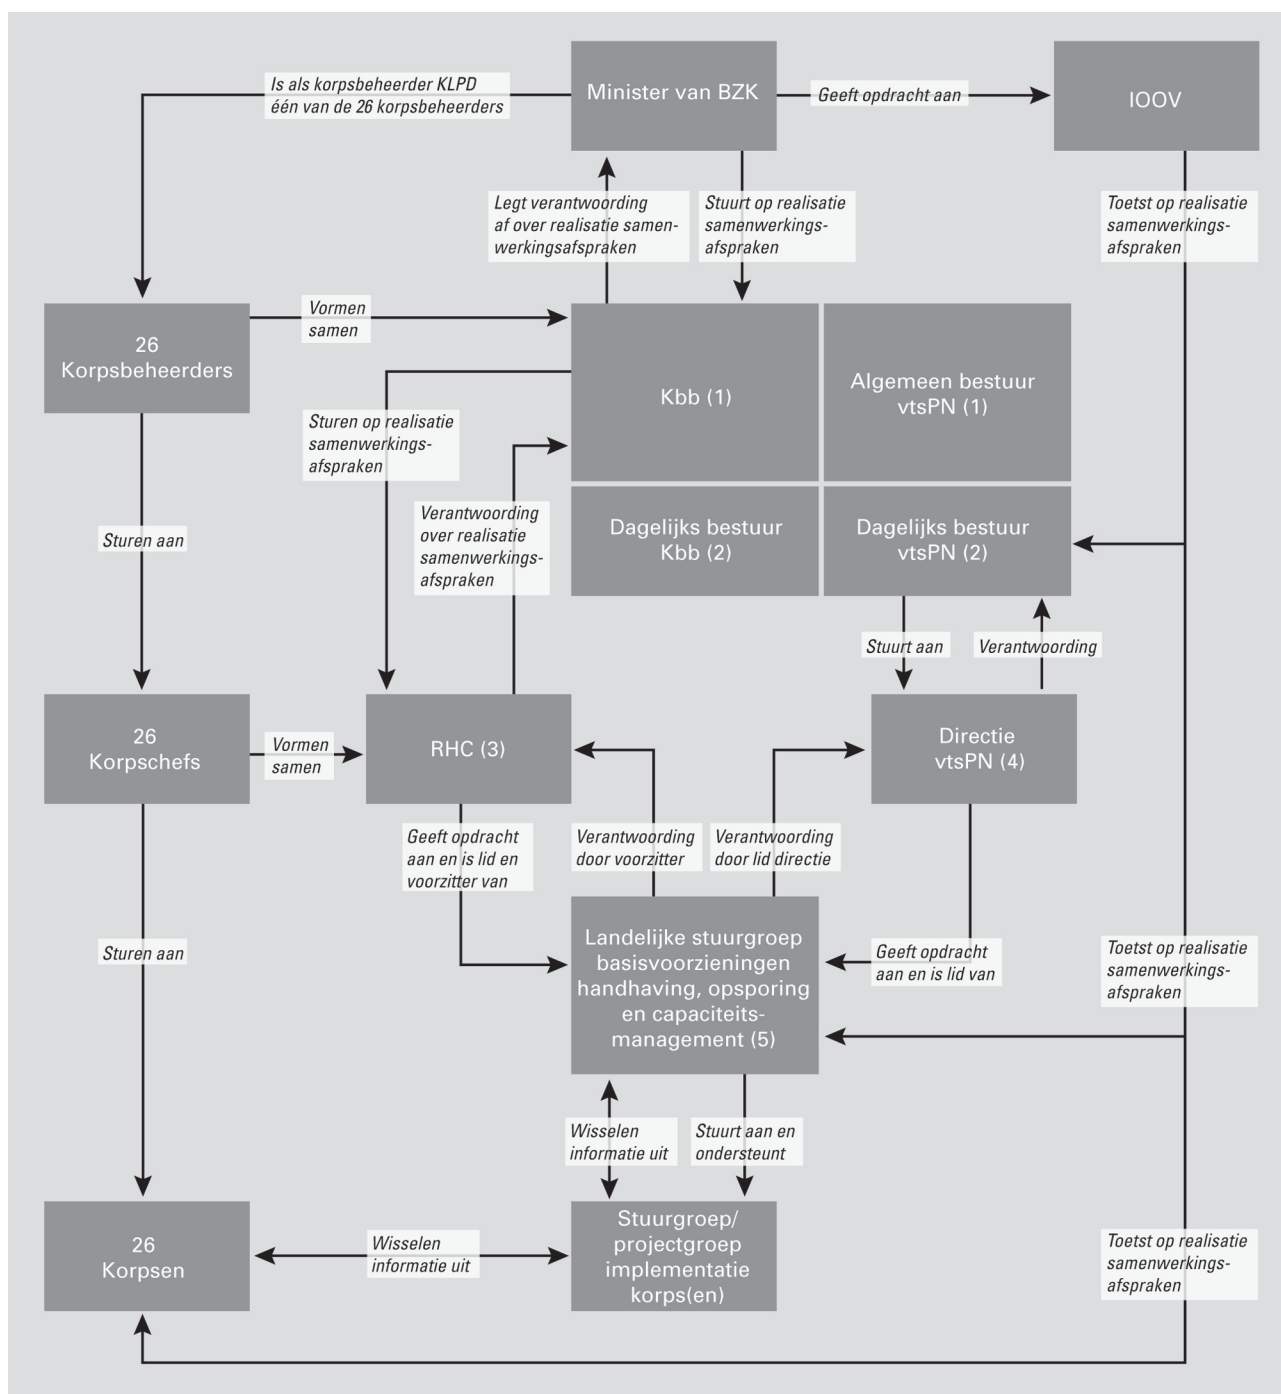 Is als korpsbeheerder KLPD
één van de 26 korpsbeheerders
Minister van BZK
Geeft opdracht aan
IOOV
Legt verantwoording
af over realisatie samen-
werkingsafspraken
Stuurt op realisatie
samenwerkings-
afspraken
Toetst op realisatie
samenwerkings-
afspraken
26
Korpsbeheerders
Vormen
samen
Kbb (1)
Algemeen bestuur
vtsPN (1)
Sturen op realisatie
samenwerkings-
afspraken
Verantwoording
over realisatie
samenwerkings-
afspraken
Dagelijks bestuur
Kbb (2)
Dagelijks bestuur
vtsPN (2)
Sturen aan
Stuurt aan
Verantwoording
26
Korpschefs
Vormen
samen
RHC (3)
Directie
vtsPN (4)
Geeft opdracht
aan en is lid en
voorzitter van
Verantwoording
door voorzitter
Verantwoording
door lid directie
Sturen aan
Landelijke stuurgroep
basisvoorzieningen
handhaving, opsporing
en capaciteits-
management (5)
Geeft opdracht
aan en is lid van
Toetst op realisatie
samenwerkings-
afspraken
Wisselen
informatie uit
Stuurt aan en
ondersteunt
26
Korpsen
Wisselen
informatie uit
Stuurgroep/
projectgroep
implementatie
korps(en)
Toetst op realisatie
samenwerkings-
afspraken